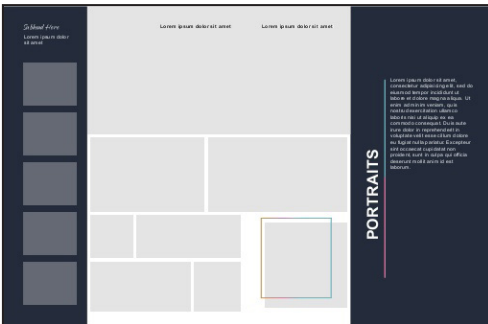 School Here
Lorem ipsum dolor
sit amet
Lorem ipsum dolor sit amet
Lorem ipsum dolor sit amet
PORTRAITS
Lorem ipsum dolor sit amet,
consectetur adipiscing elit, sed do
eiusmod tempor incididunt ut
labore et dolore magna aliqua. Ut
enim ad minim veniam, quis
nostrud exercitation ullamco
laboris nisi ut aliquip ex ea
commodo consequat. Duis aute
irure dolor in reprehenderit in
voluptate velit esse cillum dolore
eu fugiat nulla pariatur. Excepteur
sint occaecat cupidatat non
proident, sunt in culpa qui officia
deserunt mollit anim id est
laborum.